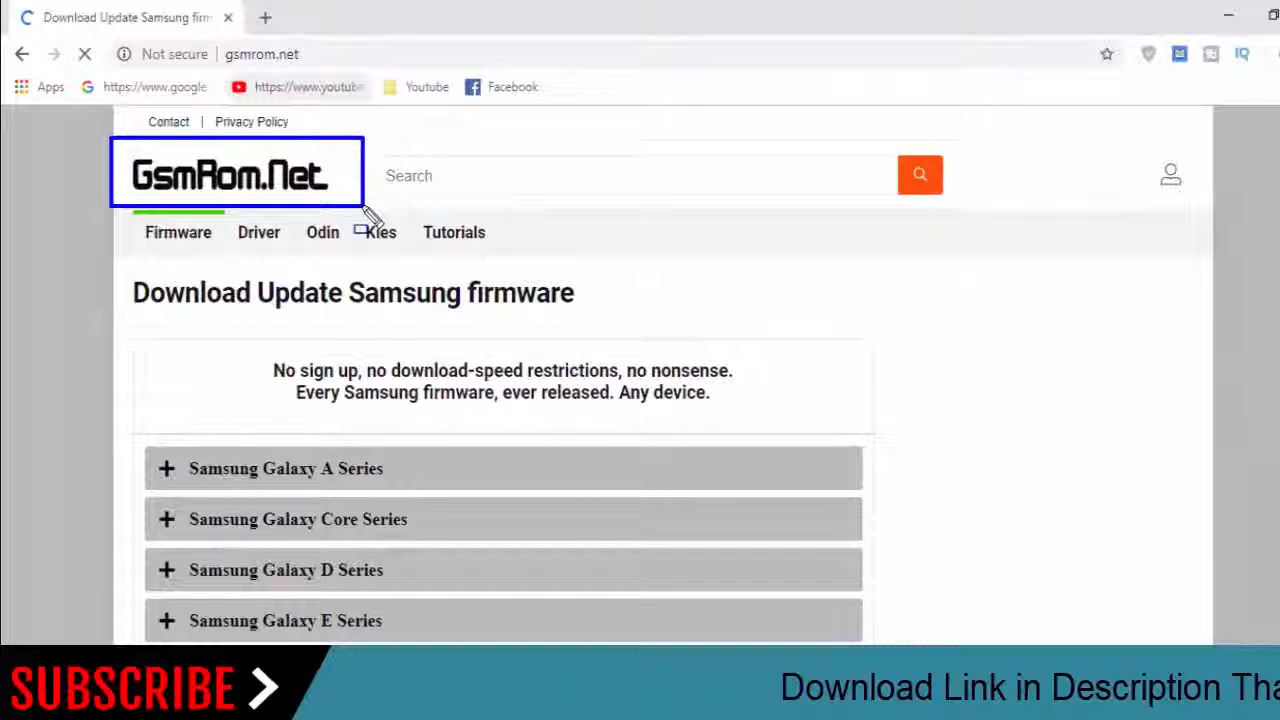 Download Update Samsung firm
Not secure | gsmrom.net
Apps https://www.google https://www.youtube Youtube Facebook IQ
Contact | Privacy Policy
GsmRom.Net
Search
Firmware Driver Odin Kies Tutorials
Download Update Samsung firmware
No sign up, no download-speed restrictions, no nonsense.
Every Samsung firmware, ever released. Any device.
+ Samsung Galaxy A Series
+ Samsung Galaxy Core Series
+ Samsung Galaxy D Series
+ Samsung Galaxy E Series
SUBSCRIBE
Download Link in Description Tha